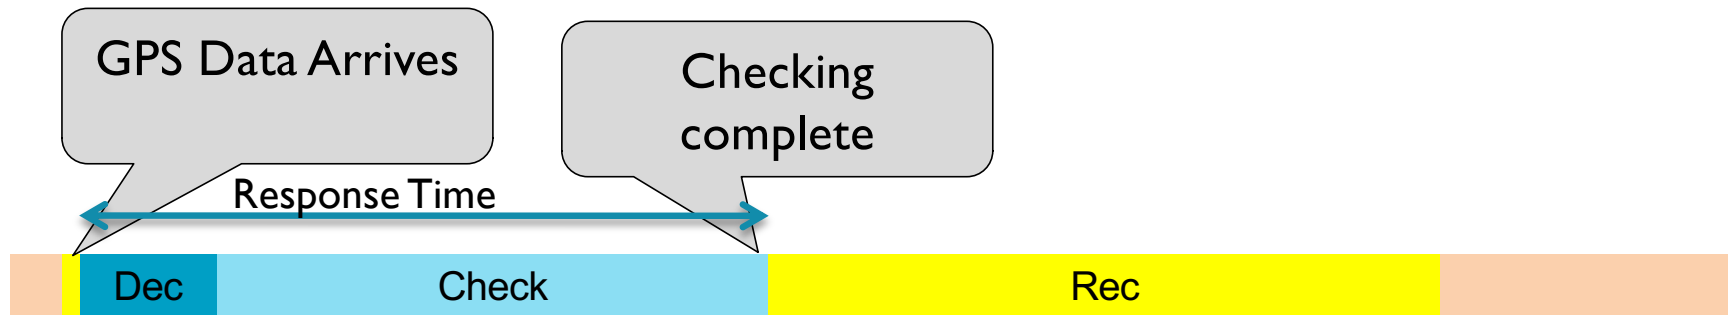 GPS Data Arrives
Checking
complete
Response Time
Dec
Check
Rec